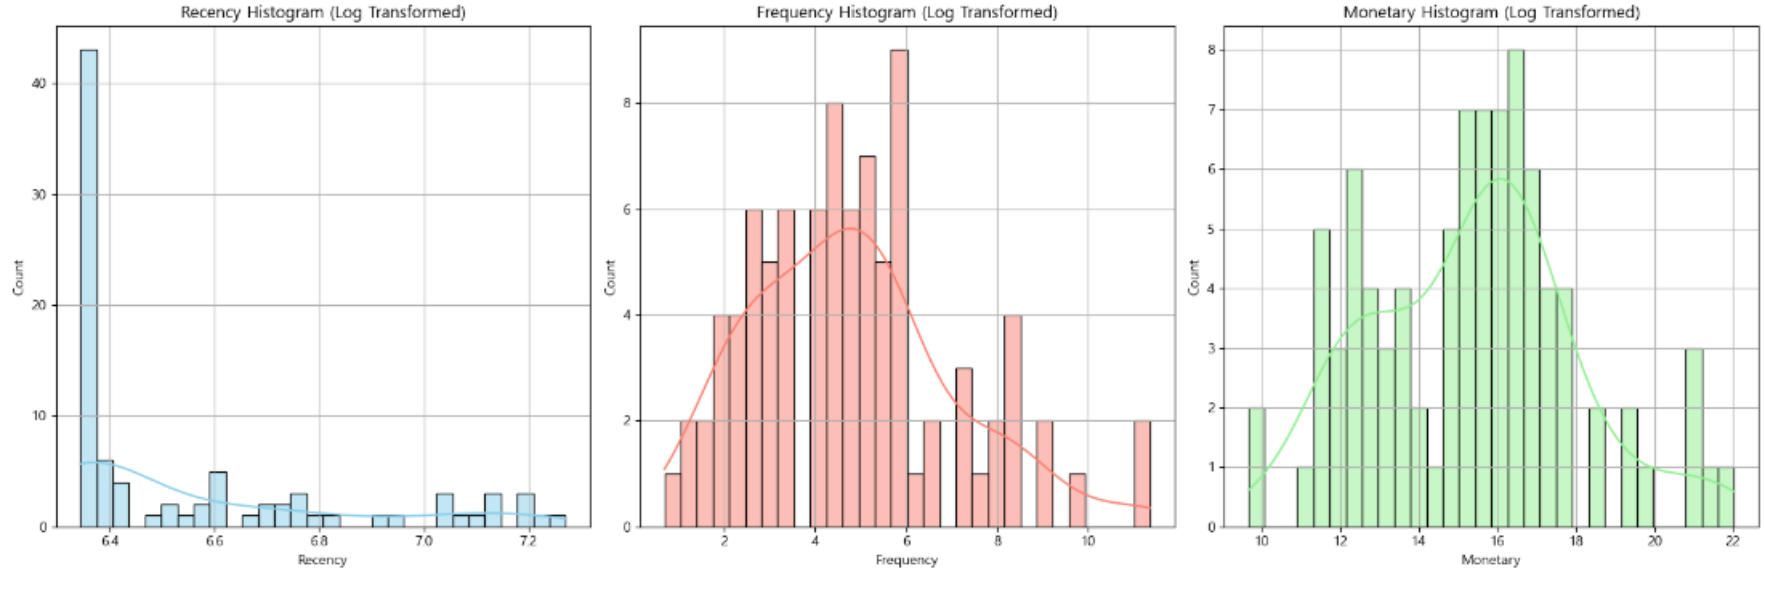 Recency Histogram (Log Transformed)
40
30
20
10
0
Count
6.4 6.6 6.8 7.0 7.2
Recency
Frequency Histogram (Log Transformed)
8
6
4
2
0
Count
2 4 6 8 10
Frequency
Monetary Histogram (Log Transformed)
8
7
6
5
4
3
2
1
0
Count
10 12 14 16 18 20 22
Monetary